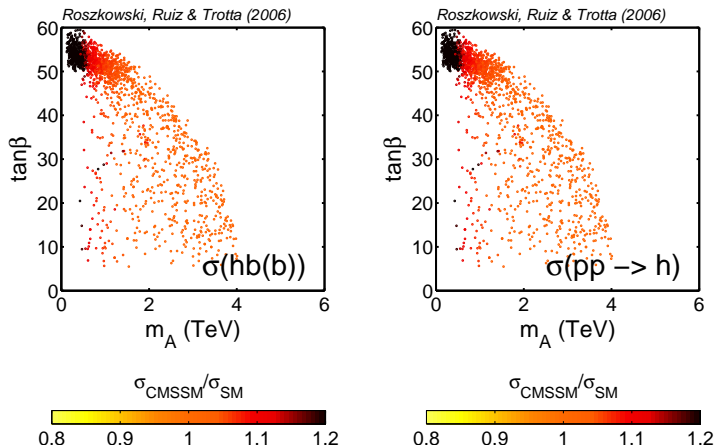 Roszkowski, Ruiz & Trotta (2006)
60
50
40
30
20
10
0
tanβ
σ(hb(b))
0 2 4 6
m_A (TeV)
σ_CMSSM/σ_SM
0.8 0.9 1 1.1 1.2
Roszkowski, Ruiz & Trotta (2006)
60
50
40
30
20
10
0
tanβ
σ(pp −> h)
0 2 4 6
m_A (TeV)
σ_CMSSM/σ_SM
0.8 0.9 1 1.1 1.2